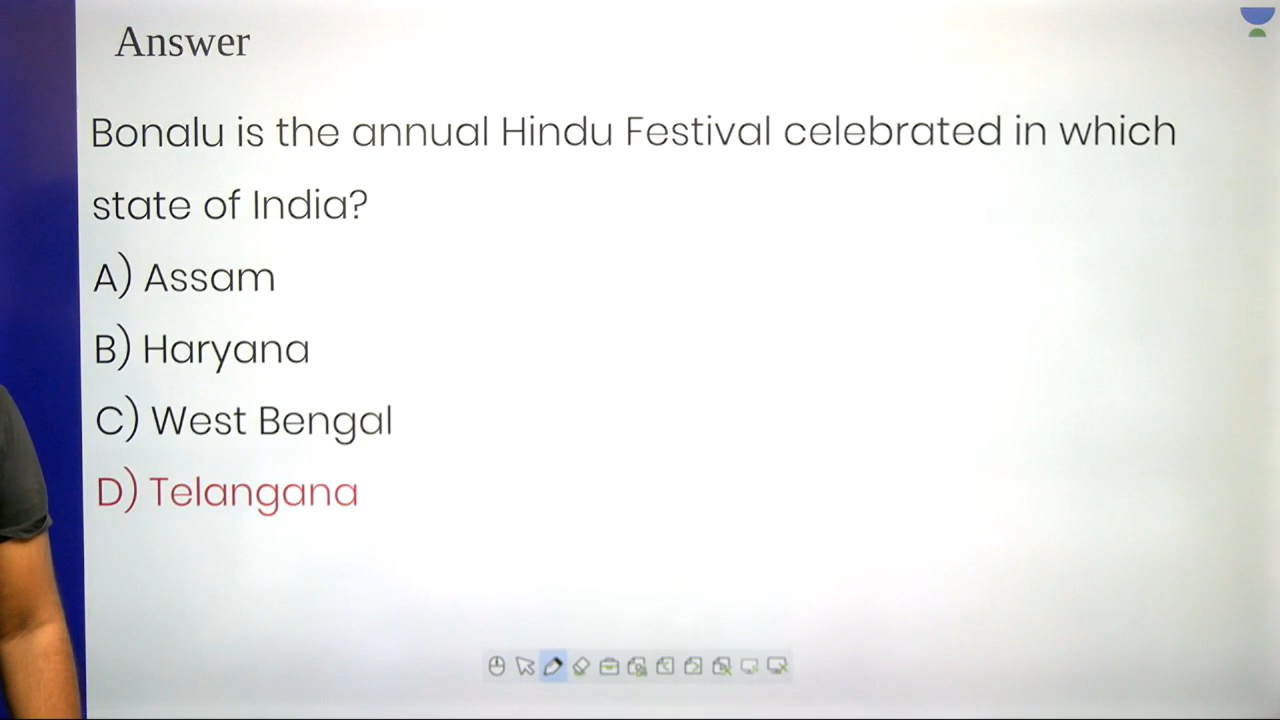 Answer
Bonalu is the annual Hindu Festival celebrated in which
state of India?
A) Assam
B) Haryana
C) West Bengal
D) Telangana